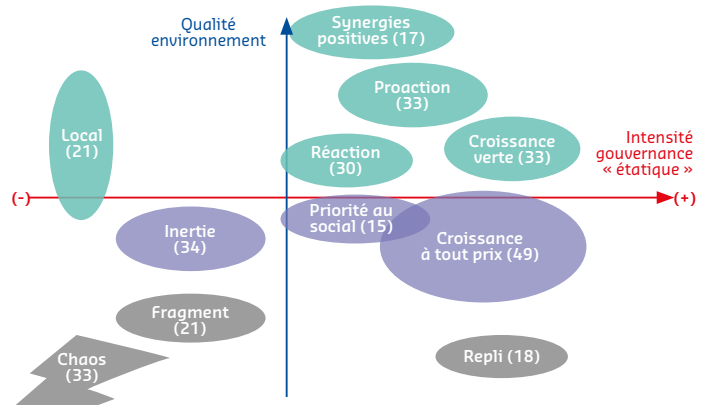 Qualité
environnement
Synergies
positives (17)
Proaction
(33)
Local
(21)
Réaction
(30)
Croissance
verte (33)
Intensité
gouvernance
« étatique »
(-)
(+)
Priorité au
social (15)
Inertie
(34)
Croissance
à tout prix (49)
Fragment
(21)
Chaos
(33)
Repli (18)